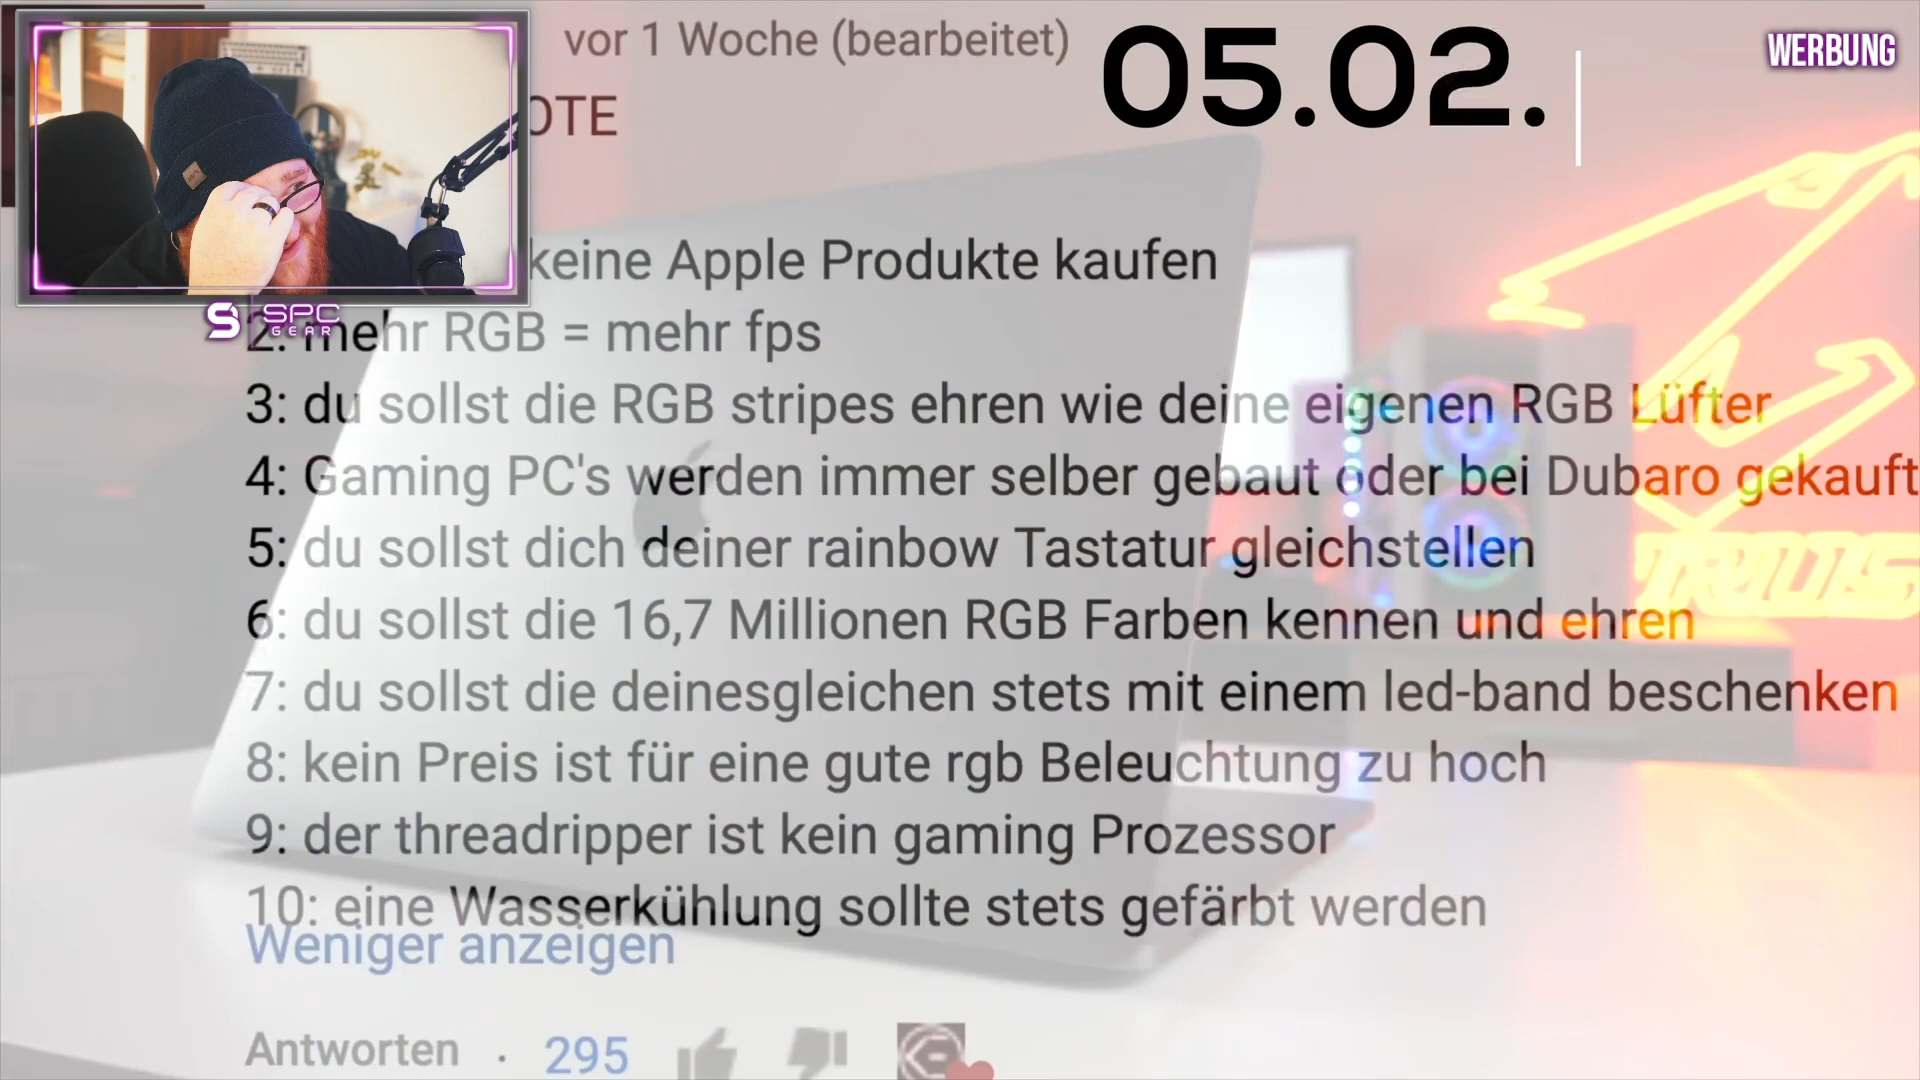 vor 1 Woche (bearbeitet)
05.02.
WERBUNG
OTE
keine Apple Produkte kaufen
SPC
GEAR
2: mehr RGB = mehr fps
3: du sollst die RGB stripes ehren wie deine eigenen RGB Lüfter
4: Gaming PC's werden immer selber gebaut oder bei Dubaro gekauft
5: du sollst dich deiner rainbow Tastatur gleichstellen
6: du sollst die 16,7 Millionen RGB Farben kennen und ehren
7: du sollst die deinesgleichen stets mit einem led-band beschenken
8: kein Preis ist für eine gute rgb Beleuchtung zu hoch
9: der threadripper ist kein gaming Prozessor
10: eine Wasserkühlung sollte stets gefärbt werden
Weniger anzeigen
Antworten · 295